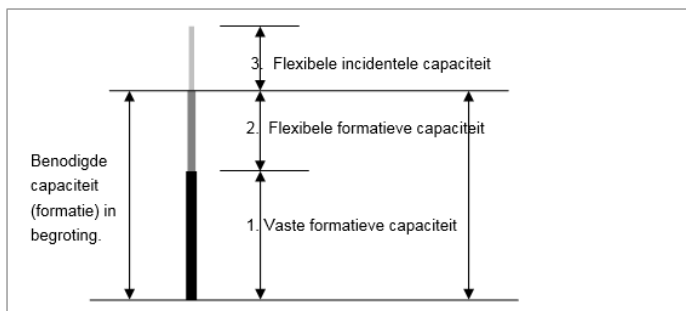 3. Flexibele incidentele capaciteit
2. Flexibele formatieve capaciteit
Benodigde
capaciteit
(formatie) in
begroting.
1. Vaste formatieve capaciteit